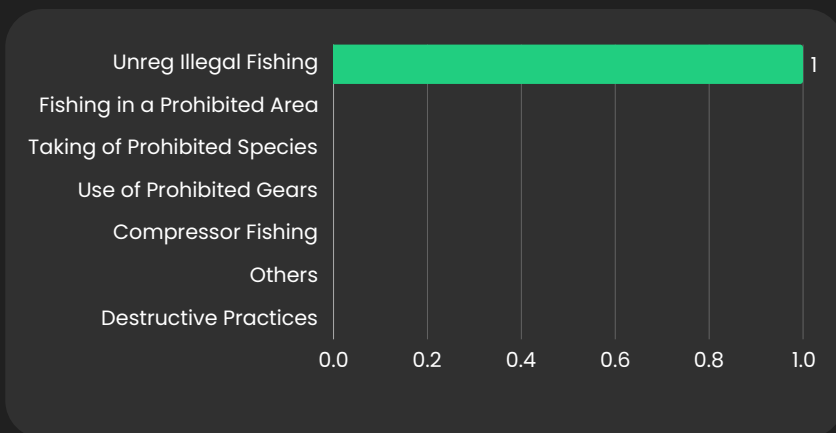 Unreg Illegal Fishing
1
Fishing in a Prohibited Area
Taking of Prohibited Species
Use of Prohibited Gears
Compressor Fishing
Others
Destructive Practices
0.0 0.2 0.4 0.6 0.8 1.0